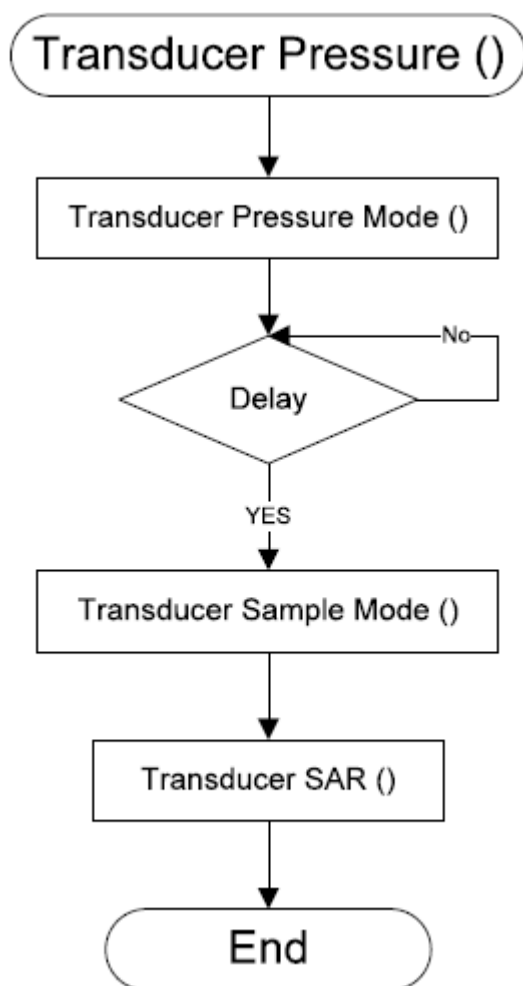 Transducer Pressure ()
Transducer Pressure Mode ()
No
Delay
YES
Transducer Sample Mode ()
Transducer SAR ()
End